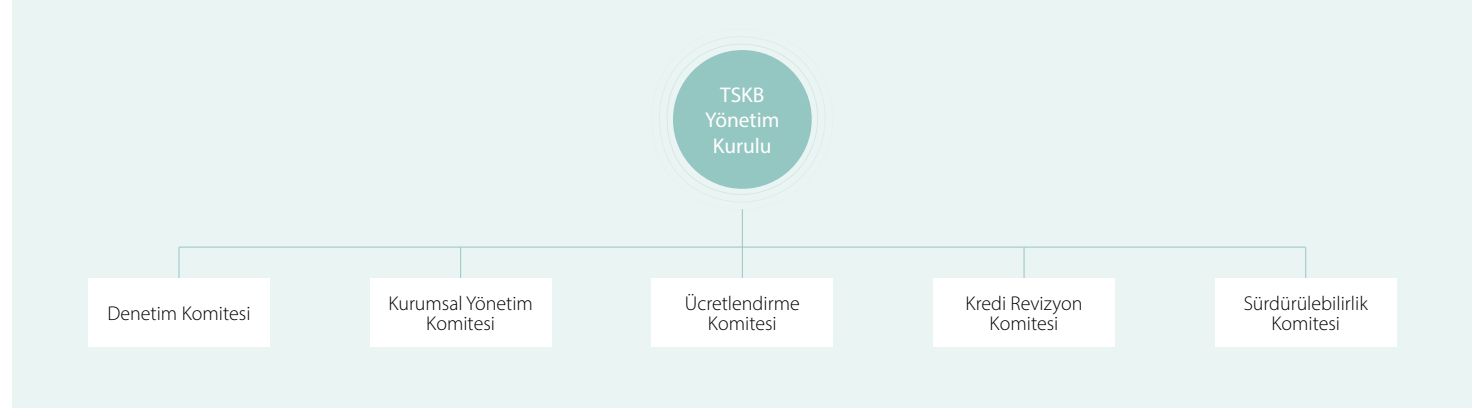 TSKB
Yönetim
Kurulu
Denetim Komitesi
Kurumsal Yönetim
Komitesi
Ücretlendirme
Komitesi
Kredi Revizyon
Komitesi
Sürdürülebilirlik
Komitesi